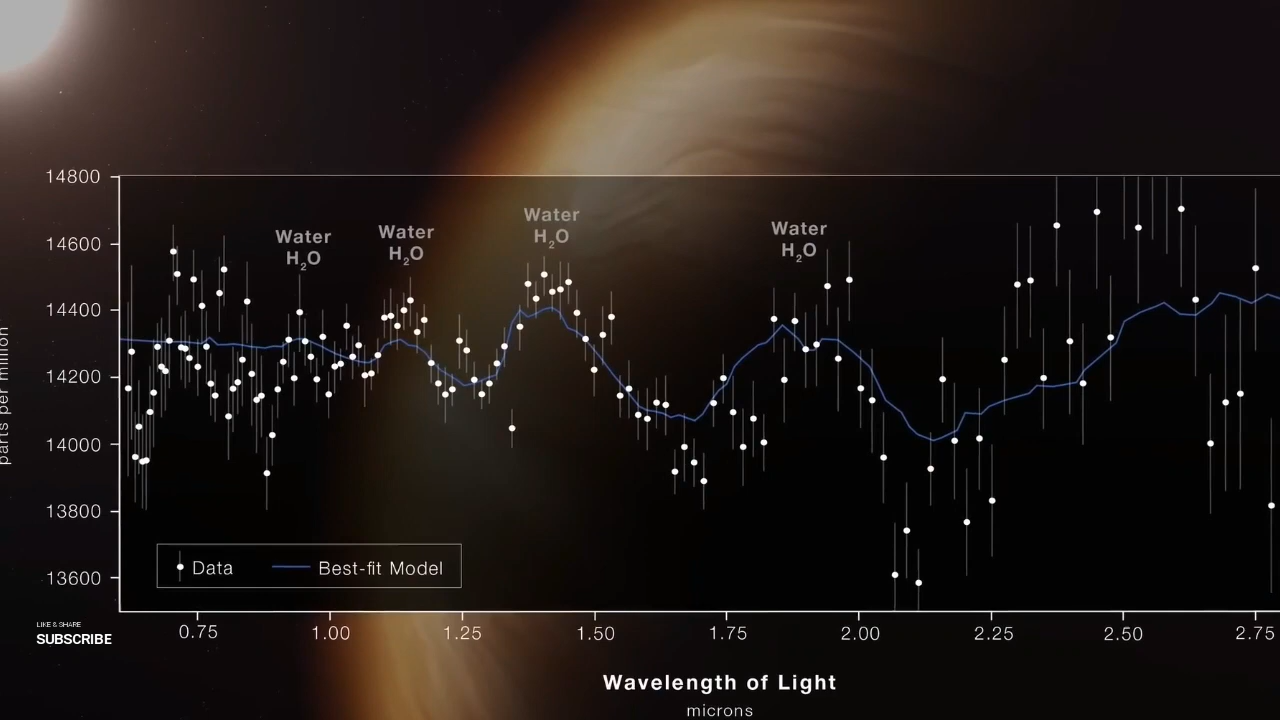 14800
14600
14400
14200
14000
13800
13600
parts per million
Water
H₂O
Water
H₂O
Water
H₂O
Water
H₂O
Data
Best-fit Model
LIKE & SHARE
SUBSCRIBE
0.75 1.00 1.25 1.50 1.75 2.00 2.25 2.50 2.75
Wavelength of Light
microns